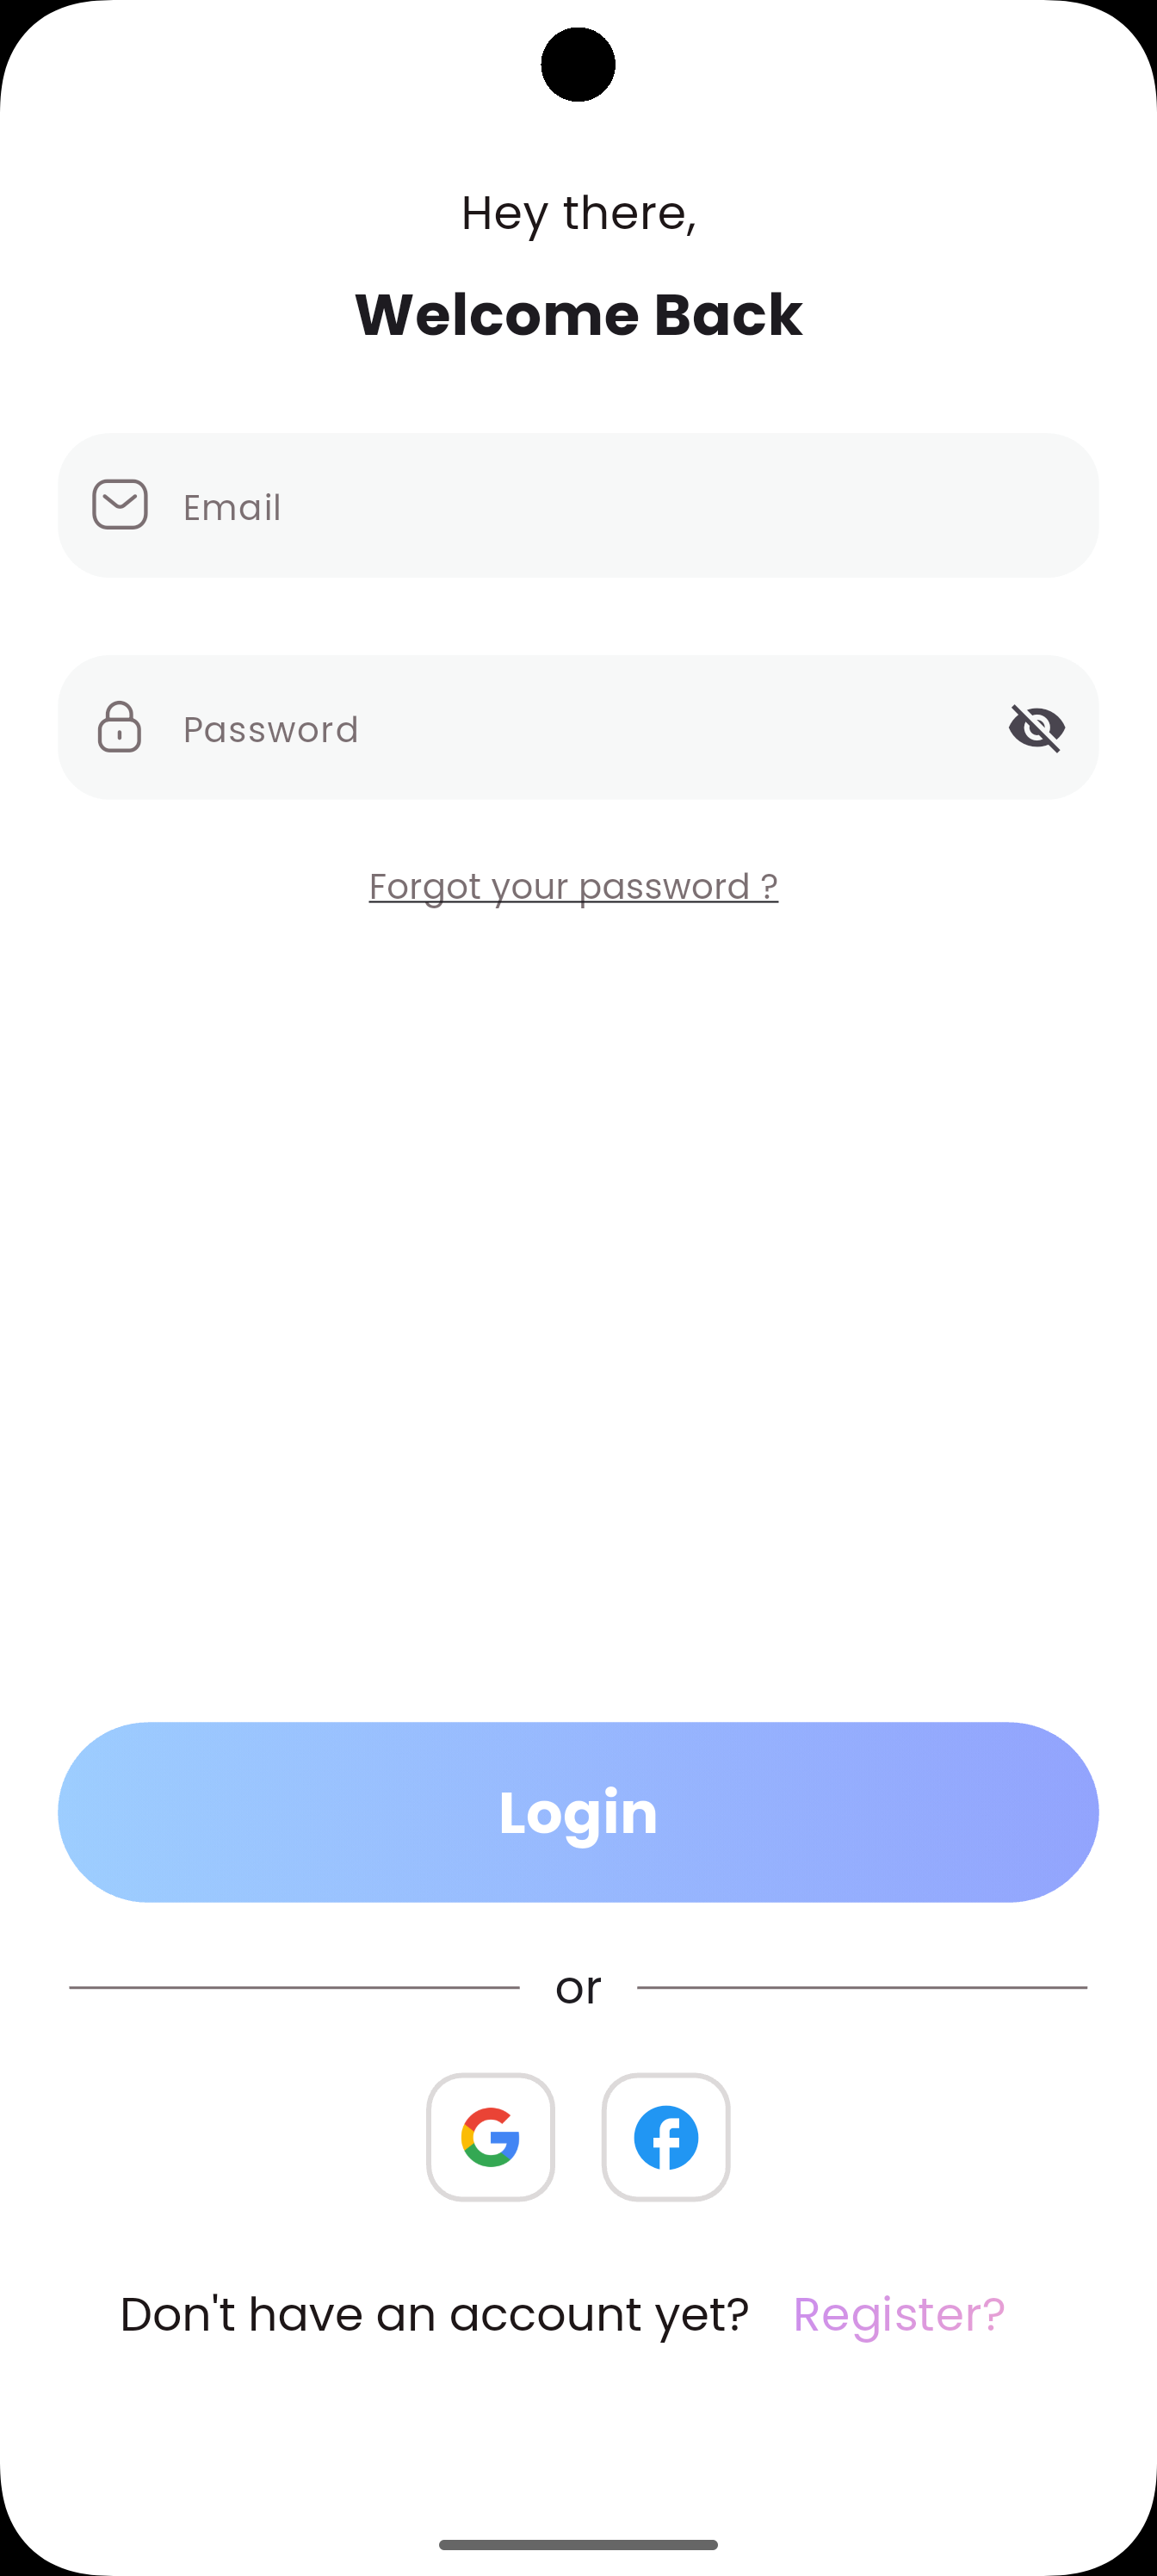 Hey there,
Welcome Back
Email
Password
Forgot your password ?
Login
or
Don't have an account yet? Register?